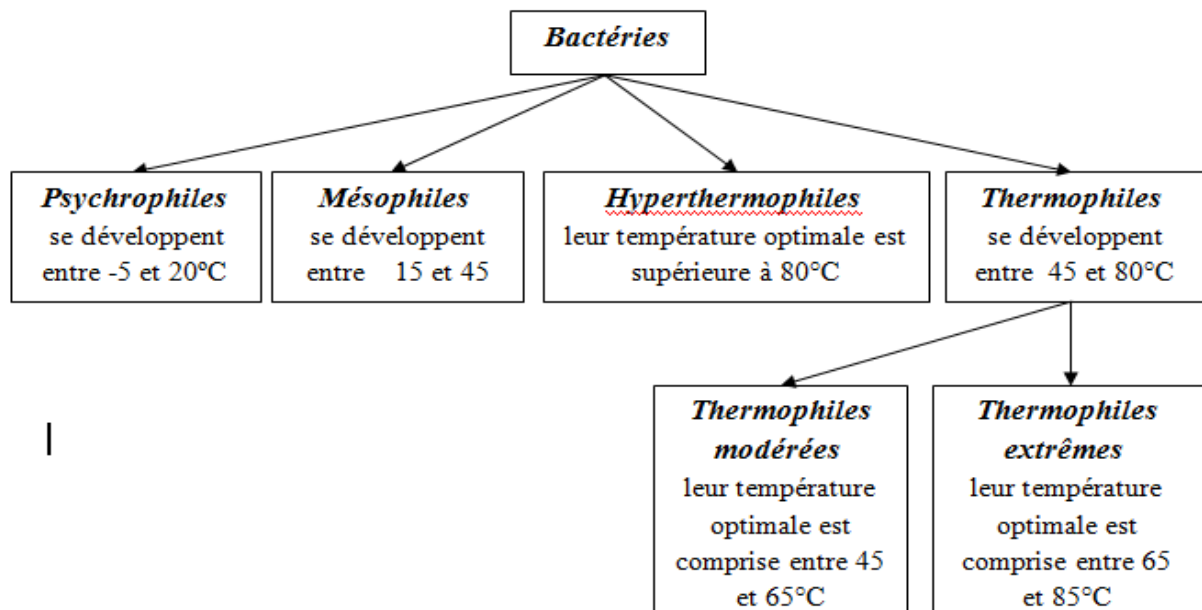 Bactéries
Psychrophiles
se développent
entre -5 et 20°C
Mésophiles
se développent
entre 15 et 45
Hyperthermophiles
leur température optimale est
supérieure à 80°C
Thermophiles
se développent
entre 45 et 80°C
Thermophiles
modérées
leur température
optimale est
comprise entre 45
et 65°C
Thermophiles
extrêmes
leur température
optimale est
comprise entre 65
et 85°C